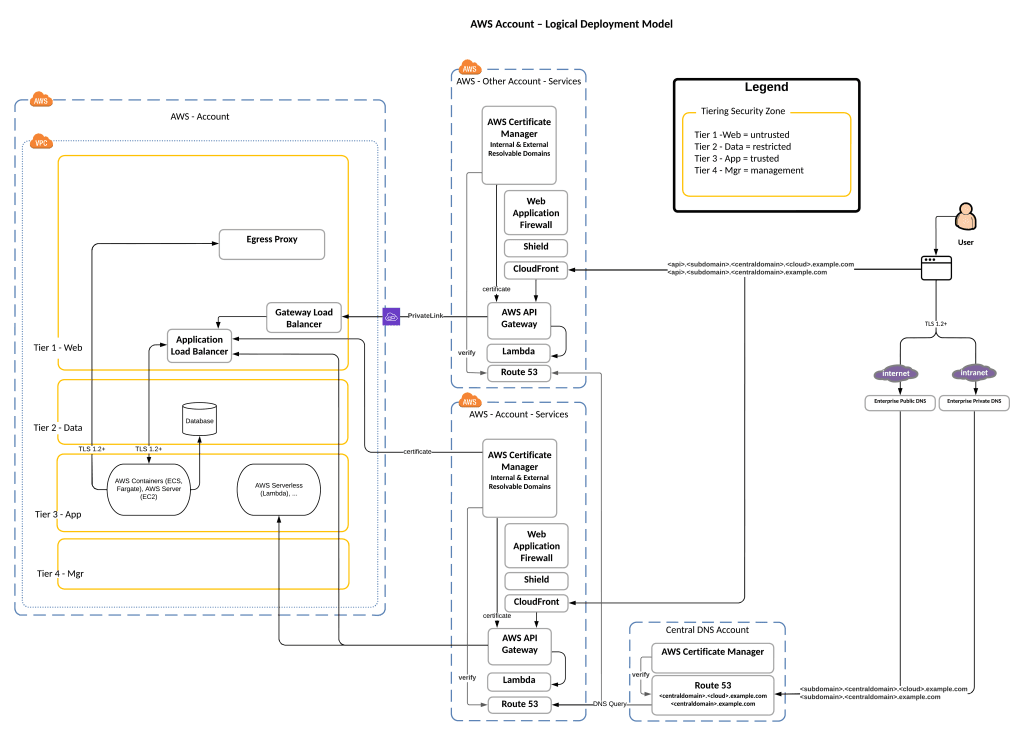 AWS Account – Logical Deployment Model
AWS
AWS - Account
VPC
Egress Proxy
Gateway Load
Balancer
Application
Load Balancer
Tier 1 - Web
Database
Tier 2 - Data
TLS 1.2+
TLS 1.2+
AWS Containers (ECS,
Fargate), AWS Server
(EC2)
AWS Serverless
(Lambda), ...
Tier 3 - App
Tier 4 - Mgr
PrivateLink
certificate
AWS
AWS - Other Account - Services
AWS Certificate
Manager
Internal & External
Resolvable Domains
Web
Application
Firewall
Shield
CloudFront
certificate
AWS API
Gateway
verify
Lambda
Route 53
AWS
AWS - Account - Services
AWS Certificate
Manager
Internal & External
Resolvable Domains
Web
Application
Firewall
Shield
CloudFront
certificate
AWS API
Gateway
verify
Lambda
Route 53
DNS Query
Legend
Tiering Security Zone
Tier 1 -Web = untrusted
Tier 2 - Data = restricted
Tier 3 - App = trusted
Tier 4 - Mgr = management
User
<api>.<subdomain>.<centraldomain>.<cloud>.example.com
<api>.<subdomain>.<centraldomain>.example.com
TLS 1.2+
internet
intranet
Enterprise Public DNS
Enterprise Private DNS
Central DNS Account
AWS Certificate Manager
verify
Route 53
<centraldomain>.<cloud>.example.com
<centraldomain>.example.com
<subdomain>.<centraldomain>.<cloud>.example.com
<subdomain>.<centraldomain>.example.com